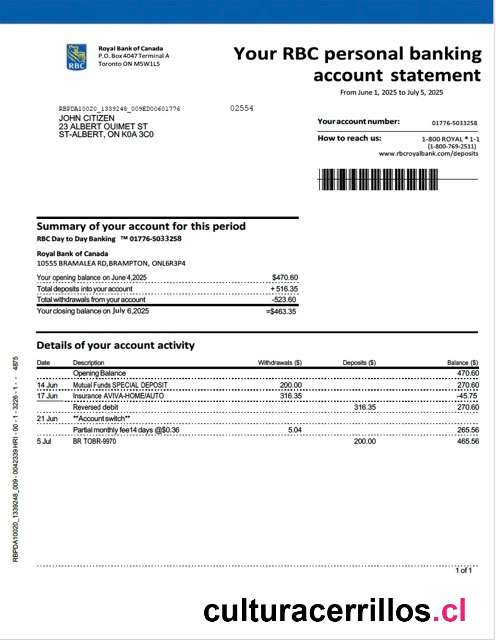 Royal Bank of Canada
P.O. Box 4047 Terminal A
Toronto ON M5W1L5
RBC
Your RBC personal banking
account statement
From June 1, 2025 to July 5, 2025
RBPDA10020_1339248_009ED00601776 02554
JOHN CITIZEN
23 ALBERT OUIMET ST
ST-ALBERT, ON K0A 3C0
Your account number: 01776-5033258
How to reach us: 1-800 ROYAL ® 1-1
(1-800-769-2511)
www.rbcroyalbank.com/deposits
Summary of your account for this period
RBC Day to Day Banking ™ 01776-5033258
Royal Bank of Canada
10555 BRAMALEA RD,BRAMPTON, ONL6R3P4
Your opening balance on June 4,2025 $470.60
Total deposits into your account + 516.35
Total withdrawals from your account -523.60
Your closing balance on July 6,2025 =$463.35
Details of your account activity
Date Description Withdrawals ($) Deposits ($) Balance ($)
Opening Balance 470.60
14 Jun Mutual Funds SPECIAL DEPOSIT 200.00 270.60
17 Jun Insurance AVIVA-HOME/AUTO 316.35 -45.75
Reversed debit 316.35 270.60
21 Jun **Account switch**
Partial monthly fee14 days @$0.36 5.04 265.56
5 Jul BR TOBR-9970 200.00 465.56
RBPDA10020_1339248_009 - 0042339 HRI - 00 - 1 - 3226 - 1 - - 4875
1 of 1
culturacerrillos.cl